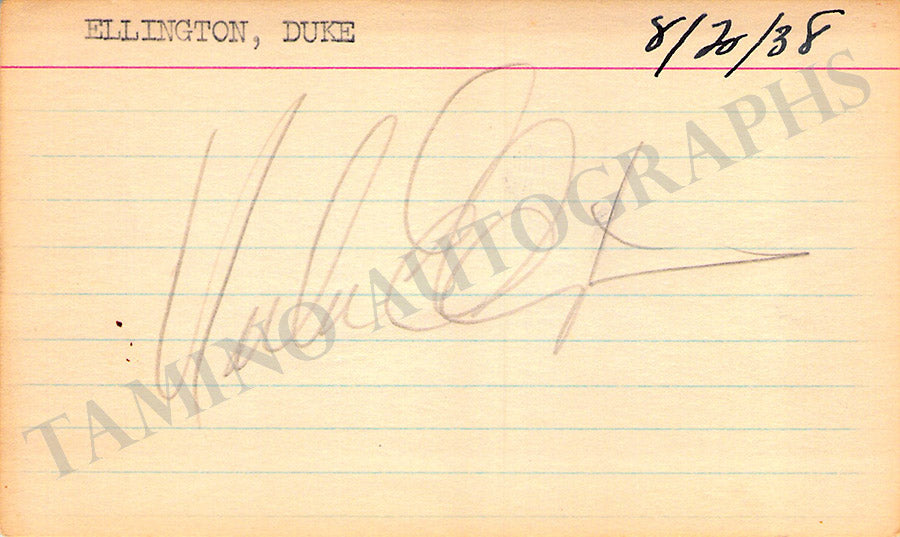 ELLINGTON, DUKE 8/20/38
TAMINO AUTOGRAPHS